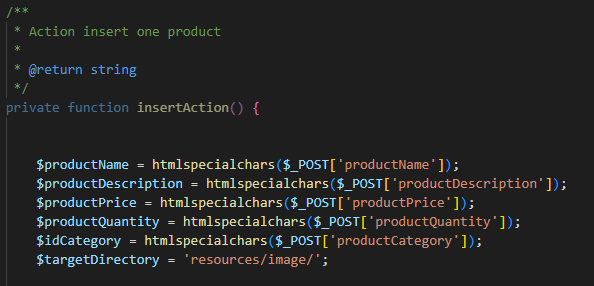 /**
* Action insert one product
*
* @return string
*/
private function insertAction() {
$productName = htmlspecialchars($_POST['productName']);
$productDescription = htmlspecialchars($_POST['productDescription']);
$productPrice = htmlspecialchars($_POST['productPrice']);
$productQuantity = htmlspecialchars($_POST['productQuantity']);
$idCategory = htmlspecialchars($_POST['productCategory']);
$targetDirectory = 'resources/image/';